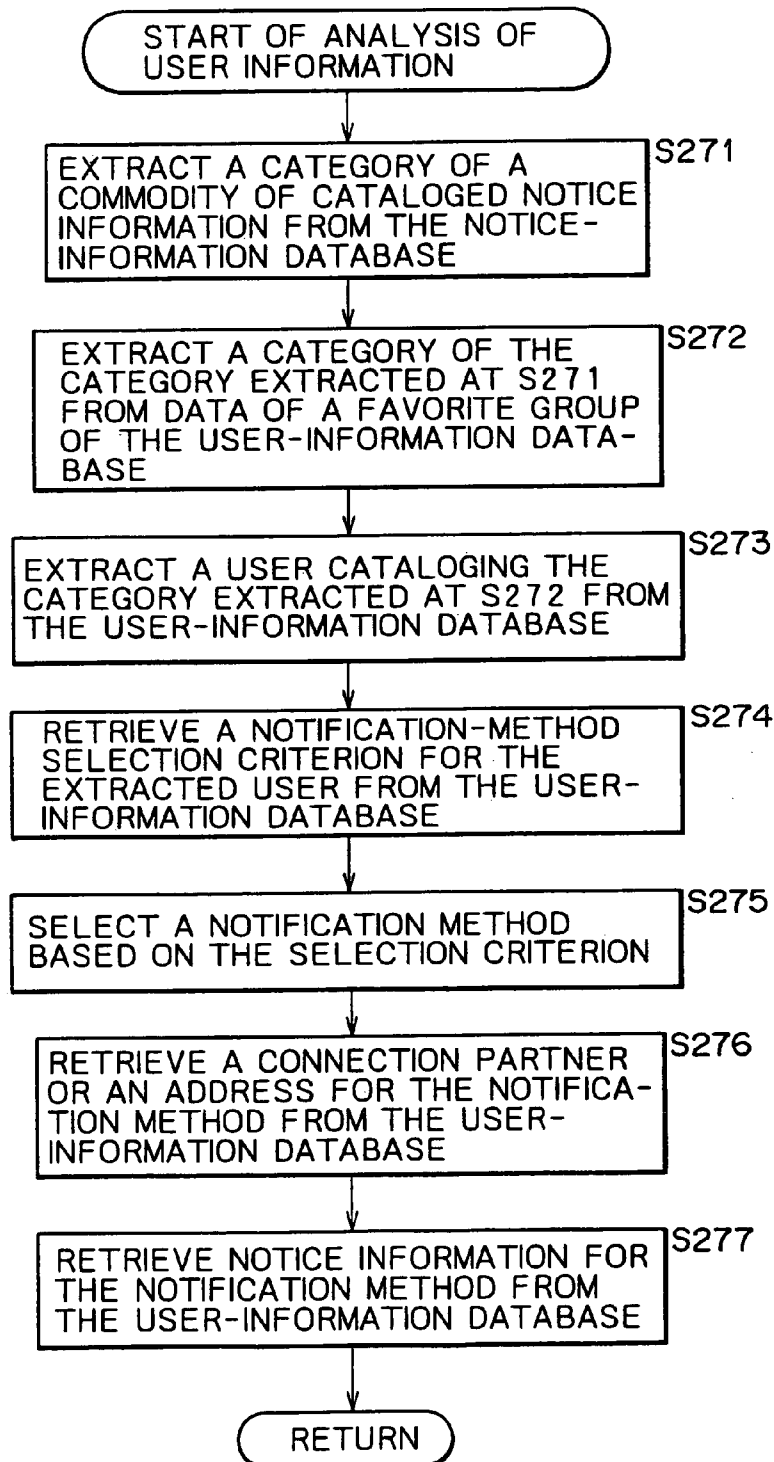 START OF ANALYSIS OF
USER INFORMATION
S271
EXTRACT A CATEGORY OF A
COMMODITY OF CATALOGED NOTICE
INFORMATION FROM THE NOTICE-
INFORMATION DATABASE
S272
EXTRACT A CATEGORY OF THE
CATEGORY EXTRACTED AT S271
FROM DATA OF A FAVORITE GROUP
OF THE USER-INFORMATION DATA-
BASE
S273
EXTRACT A USER CATALOGING THE
CATEGORY EXTRACTED AT S272 FROM
THE USER-INFORMATION DATABASE
S274
RETRIEVE A NOTIFICATION-METHOD
SELECTION CRITERION FOR THE
EXTRACTED USER FROM THE USER-
INFORMATION DATABASE
S275
SELECT A NOTIFICATION METHOD
BASED ON THE SELECTION CRITERION
S276
RETRIEVE A CONNECTION PARTNER
OR AN ADDRESS FOR THE NOTIFICA-
TION METHOD FROM THE USER-
INFORMATION DATABASE
S277
RETRIEVE NOTICE INFORMATION FOR
THE NOTIFICATION METHOD FROM
THE USER-INFORMATION DATABASE
RETURN